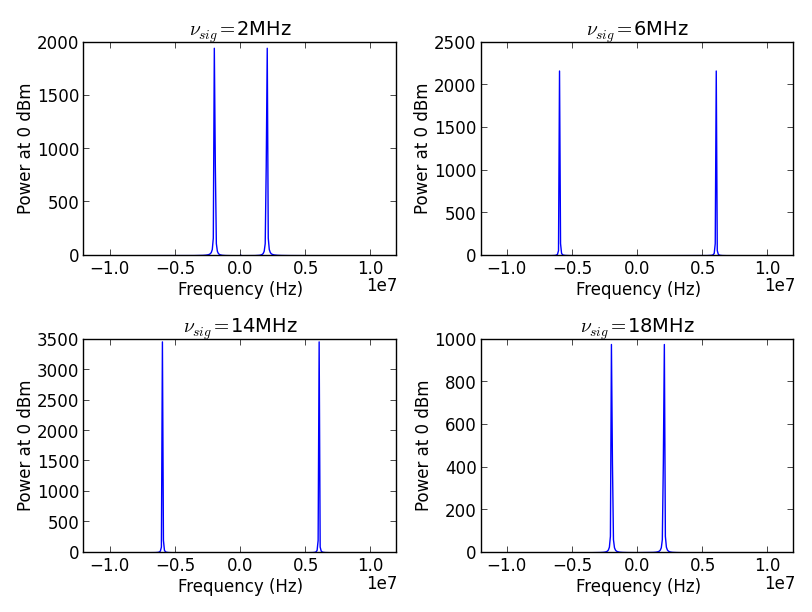 ν_sig=2MHz
2000
1500
1000
500
0
Power at 0 dBm
−1.0 −0.5 0.0 0.5 1.0
1e7
Frequency (Hz)
ν_sig=6MHz
2500
2000
1500
1000
500
0
Power at 0 dBm
−1.0 −0.5 0.0 0.5 1.0
1e7
Frequency (Hz)
ν_sig=14MHz
3500
3000
2500
2000
1500
1000
500
0
Power at 0 dBm
−1.0 −0.5 0.0 0.5 1.0
1e7
Frequency (Hz)
ν_sig=18MHz
1000
800
600
400
200
0
Power at 0 dBm
−1.0 −0.5 0.0 0.5 1.0
1e7
Frequency (Hz)